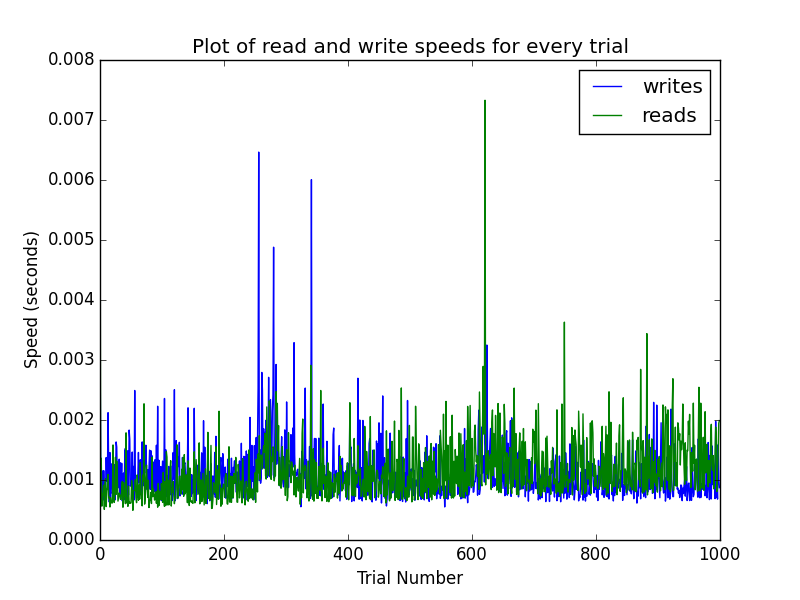 Plot of read and write speeds for every trial
writes
reads
0.008
0.007
0.006
0.005
0.004
0.003
0.002
0.001
0.000
Speed (seconds)
0 200 400 600 800 1000
Trial Number